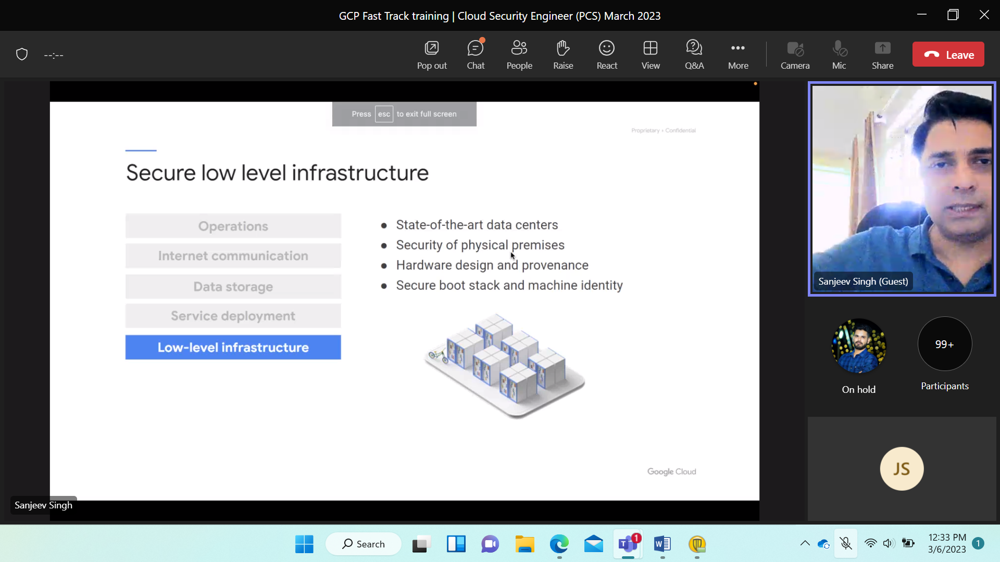 GCP Fast Track training | Cloud Security Engineer (PCS) March 2023
--:--
Pop out
Chat
People
Raise
React
View
Q&A
More
Camera
Mic
Share
Leave
Press esc to exit full screen
Proprietary + Confidential
Secure low level infrastructure
Operations
Internet communication
Data storage
Service deployment
Low-level infrastructure
● State-of-the-art data centers
● Security of physical premises
● Hardware design and provenance
● Secure boot stack and machine identity
Google Cloud
Sanjeev Singh
Sanjeev Singh (Guest)
On hold
99+
Participants
JS
Search
1
12:33 PM
3/6/2023
1